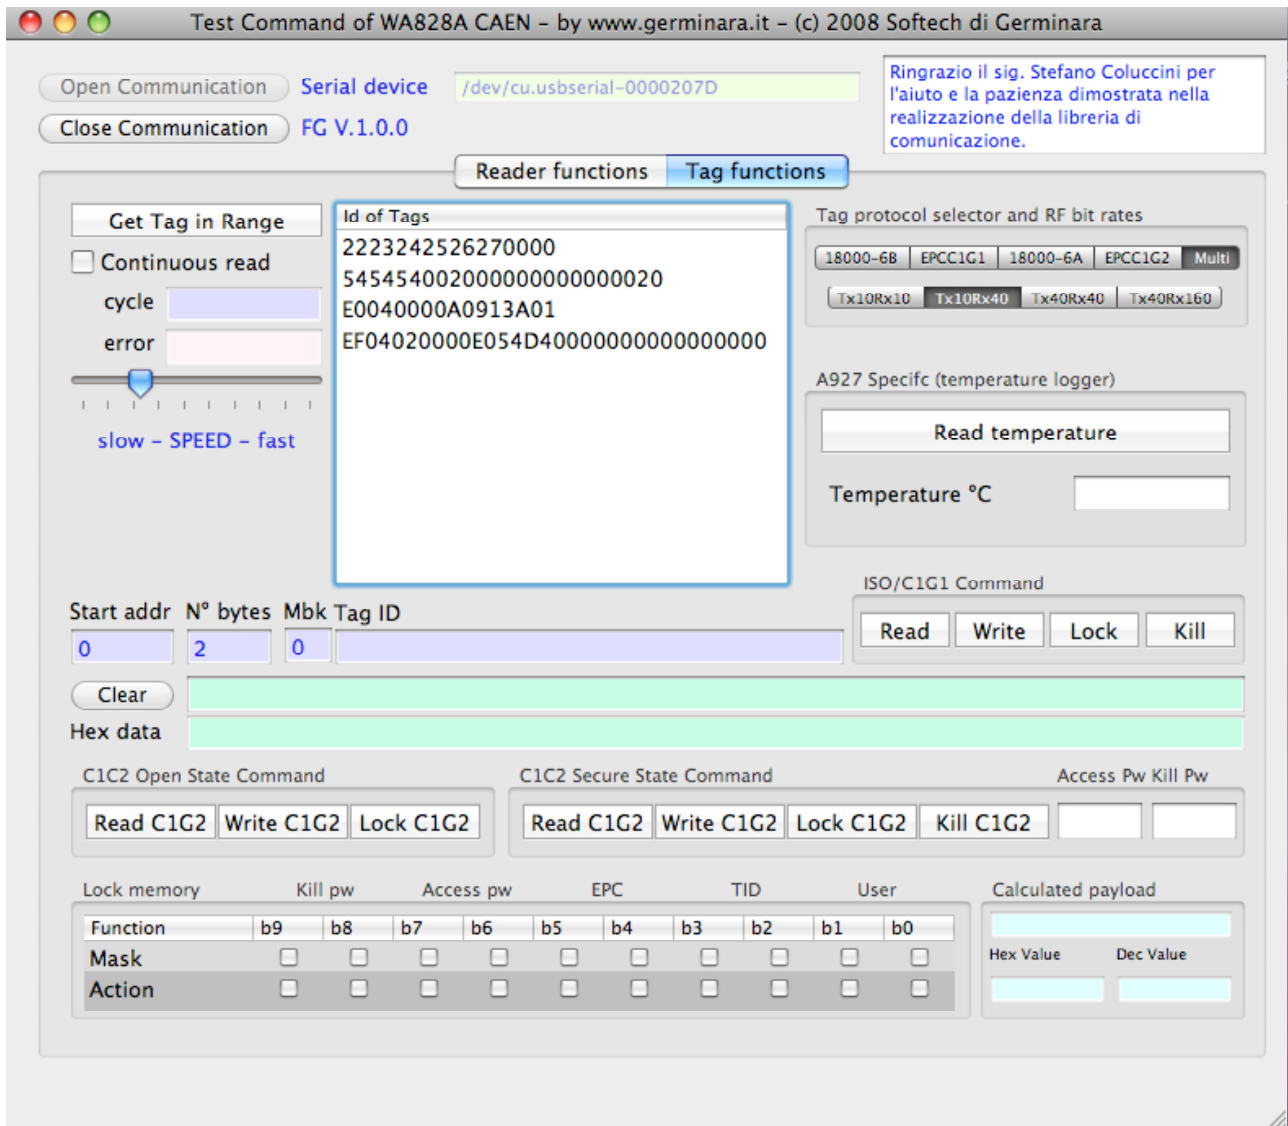 Test Command of WA828A CAEN - by www.germinara.it - (c) 2008 Softech di Germinara
Open Communication Serial device /dev/cu.usbserial-0000207D
Close Communication FG V.1.0.0
Ringrazio il sig. Stefano Coluccini per
l'aiuto e la pazienza dimostrata nella
realizzazione della libreria di
comunicazione.
Reader functions Tag functions
Get Tag in Range
Continuous read
cycle
error
slow - SPEED - fast
Id of Tags
2223242526270000
545454002000000000000020
E0040000A0913A01
EF04020000E054D40000000000000000
Tag protocol selector and RF bit rates
18000-6B EPCC1G1 18000-6A EPCC1G2 Multi
Tx10Rx10 Tx10Rx40 Tx40Rx40 Tx40Rx160
A927 Specifc (temperature logger)
Read temperature
Temperature °C
ISO/C1G1 Command
Read Write Lock Kill
Start addr N° bytes Mbk Tag ID
0 2 0
Clear
Hex data
C1C2 Open State Command
Read C1G2 Write C1G2 Lock C1G2
C1C2 Secure State Command Access Pw Kill Pw
Read C1G2 Write C1G2 Lock C1G2 Kill C1G2
Lock memory Kill pw Access pw EPC TID User
Function b9 b8 b7 b6 b5 b4 b3 b2 b1 b0
Mask
Action
Calculated payload
Hex Value Dec Value